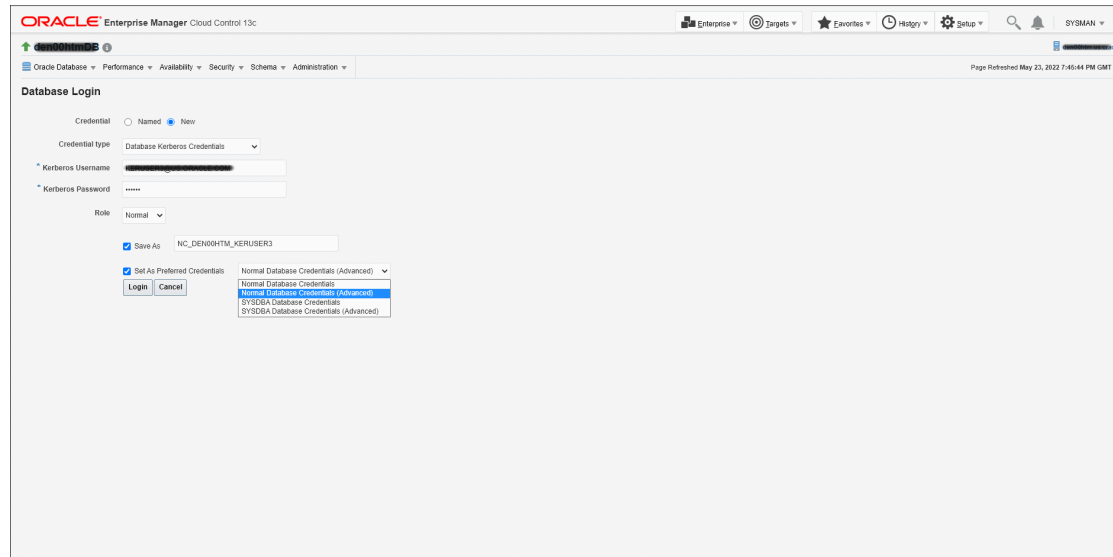 ORACLE Enterprise Manager Cloud Control 13c
Enterprise Targets Favorites History Setup SYSMAN
den00htmDB
Oracle Database Performance Availability Security Schema Administration
Page Refreshed May 23, 2022 7:45:44 PM GMT
Database Login
Credential Named New
Credential type Database Kerberos Credentials
* Kerberos Username
* Kerberos Password ••••••
Role Normal
Save As NC_DEN00HTM_KERUSER3
Set As Preferred Credentials Normal Database Credentials (Advanced)
Login Cancel
Normal Database Credentials
Normal Database Credentials (Advanced)
SYSDBA Database Credentials
SYSDBA Database Credentials (Advanced)